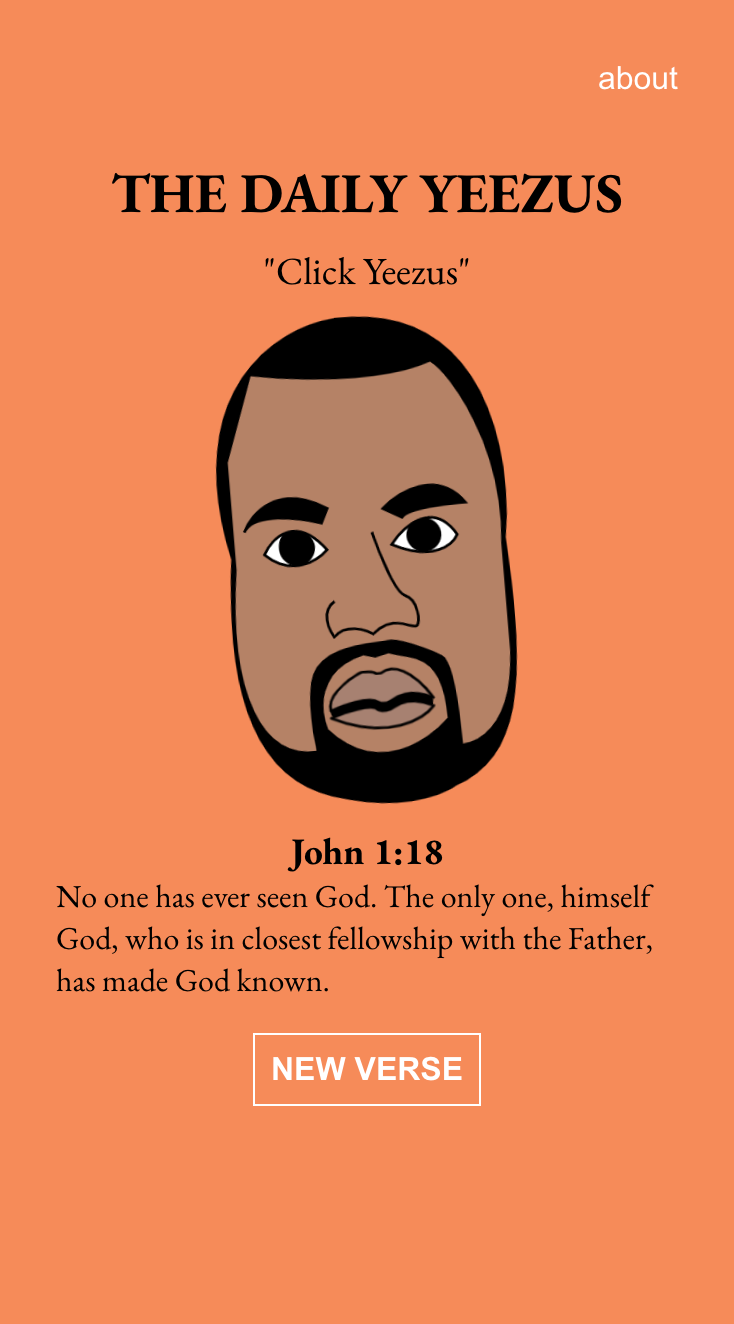 about
THE DAILY YEEZUS
"Click Yeezus"
John 1:18
No one has ever seen God. The only one, himself
God, who is in closest fellowship with the Father,
has made God known.
NEW VERSE